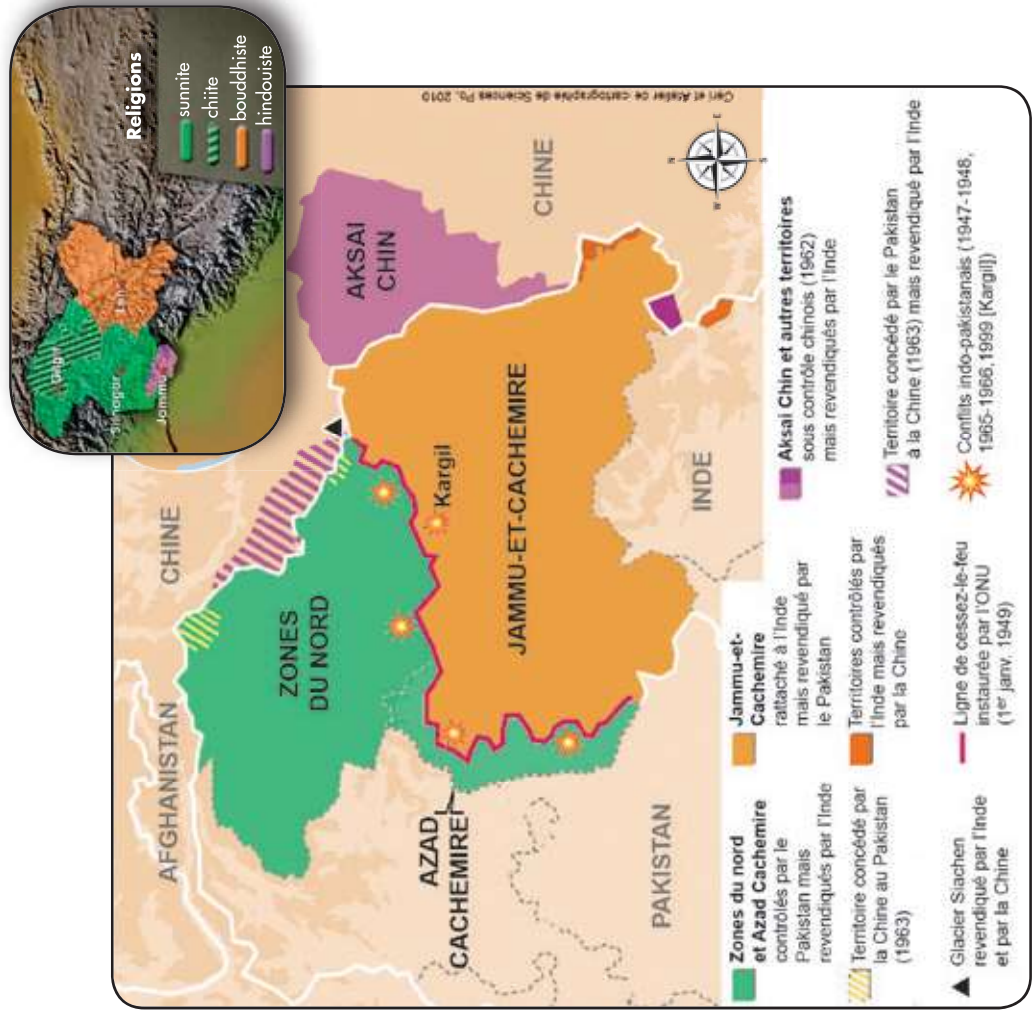 Religions
sunnite
chiite
bouddhiste
hindouiste
Gilgit
Srinagar
Jammu
Leh
AFGHANISTAN
CHINE
ZONES
DU NORD
AKSAI
CHIN
CHINE
AZAD
CACHEMIRE
Kargil
JAMMU-ET-CACHEMIRE
PAKISTAN
INDE
N
W
E
S
Ceri et Atelier de cartographie de Sciences Po, 2010
Zones du nord
et Azad Cachemire
contrôlés par le
Pakistan mais
revendiqués par l'Inde
Territoire concédé par
la Chine au Pakistan
(1963)
Glacier Siachen
revendiqué par l'Inde
et par la Chine
Jammu-et-
Cachemire
rattaché à l'Inde
mais revendiqué par
le Pakistan
Territoires contrôlés par
l'Inde mais revendiqués
par la Chine
Ligne de cessez-le-feu
instaurée par l'ONU
(1er janv. 1949)
Aksai Chin et autres territoires
sous contrôle chinois (1962)
mais revendiqués par l'Inde
Territoire concédé par le Pakistan
à la Chine (1963) mais revendiqué par l'Inde
Conflits indo-pakistanais (1947-1948,
1965-1966,1999 [Kargil])